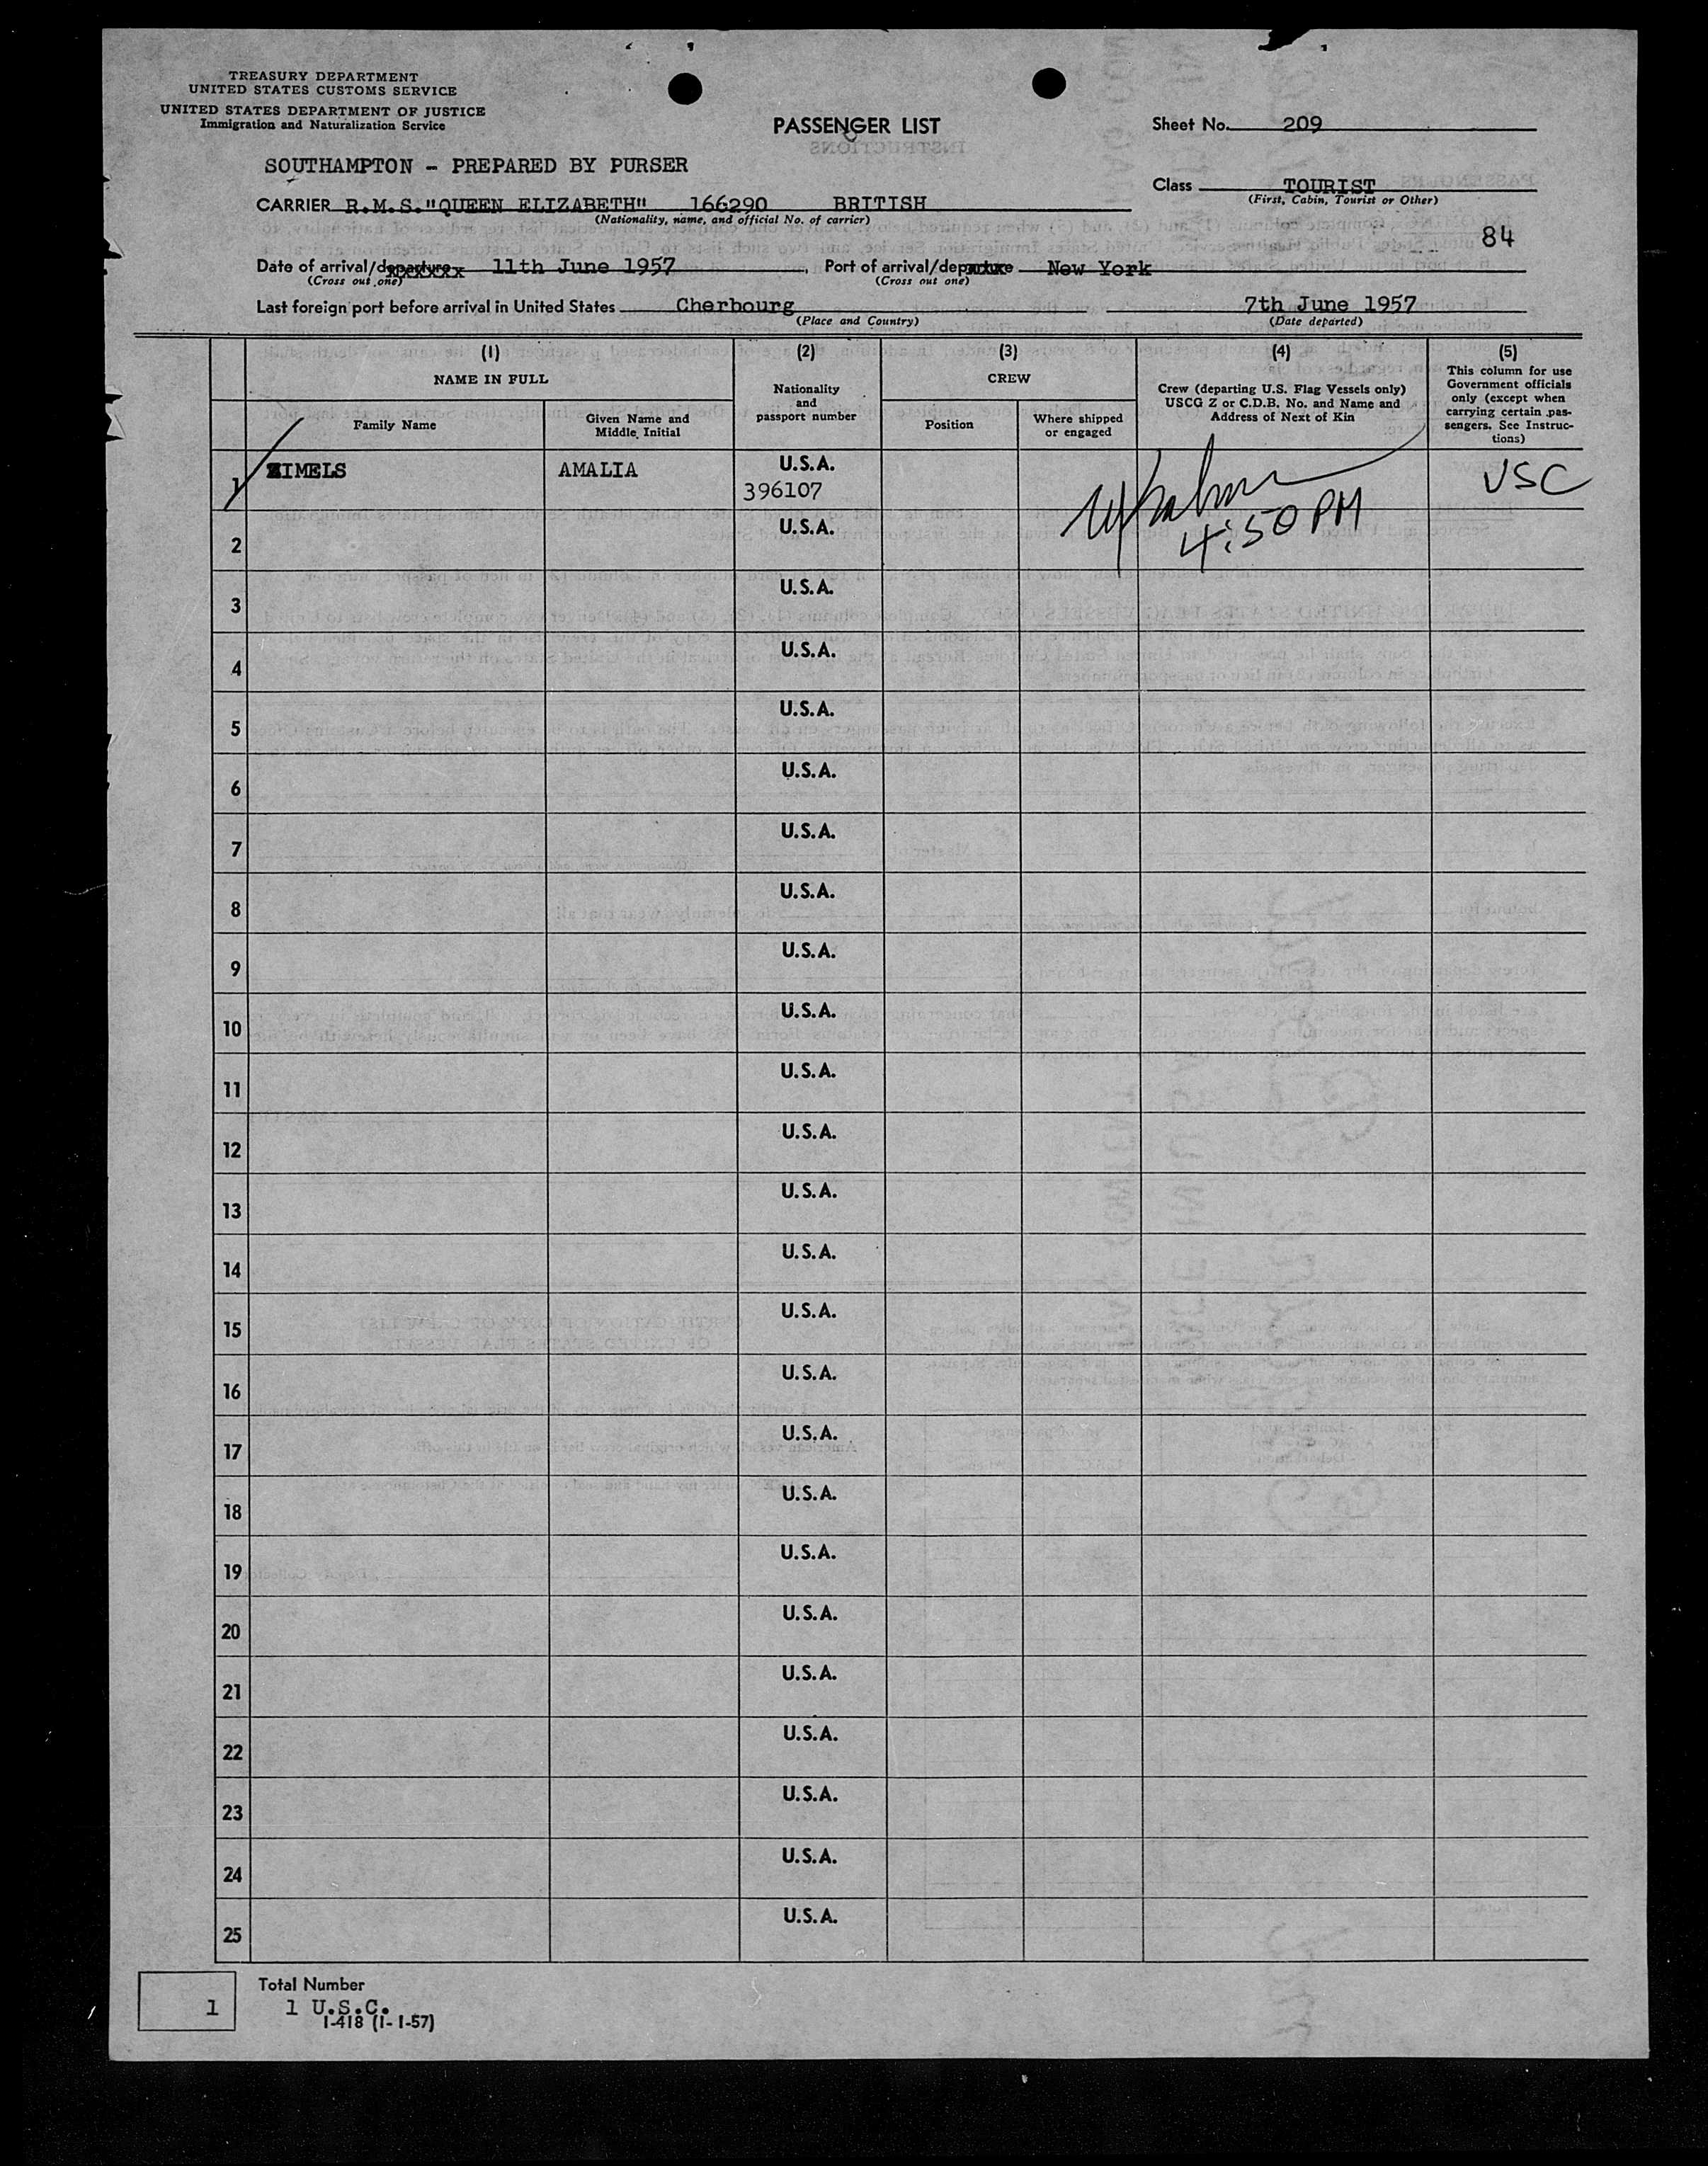 TREASURY DEPARTMENT
UNITED STATES CUSTOMS SERVICE
UNITED STATES DEPARTMENT OF JUSTICE
Immigration and Naturalization Service
PASSENGER LIST
Sheet No. 209
SOUTHAMPTON - PREPARED BY PURSER
Class TOURIST
(First, Cabin, Tourist or Other)
CARRIER R.M.S."QUEEN ELIZABETH" 166290 BRITISH
(Nationality, name, and official No. of carrier)
84
Date of arrival/departure 11th June 1957 Port of arrival/departure New York
(Cross out one) (Cross out one)
Last foreign port before arrival in United States Cherbourg 7th June 1957
(Place and Country) (Date departed)
(1) (2) (3) (4) (5)
NAME IN FULL
Family Name
Given Name and
Middle Initial
Nationality
and
passport number
CREW
Position
Where shipped
or engaged
Crew (departing U.S. Flag Vessels only)
USCG Z or C.D.B. No. and Name and
Address of Next of Kin
This column for use
Government officials
only (except when
carrying certain pas-
sengers. See Instruc-
tions)
1 ZIMELS AMALIA U.S.A. USC
396107
4:50 PM
2 U.S.A.
3 U.S.A.
4 U.S.A.
5 U.S.A.
6 U.S.A.
7 U.S.A.
8 U.S.A.
9 U.S.A.
10 U.S.A.
11 U.S.A.
12 U.S.A.
13 U.S.A.
14 U.S.A.
15 U.S.A.
16 U.S.A.
17 U.S.A.
18 U.S.A.
19 U.S.A.
20 U.S.A.
21 U.S.A.
22 U.S.A.
23 U.S.A.
24 U.S.A.
25 U.S.A.
Total Number
1 1 U.S.C.
I-418 (1-1-57)